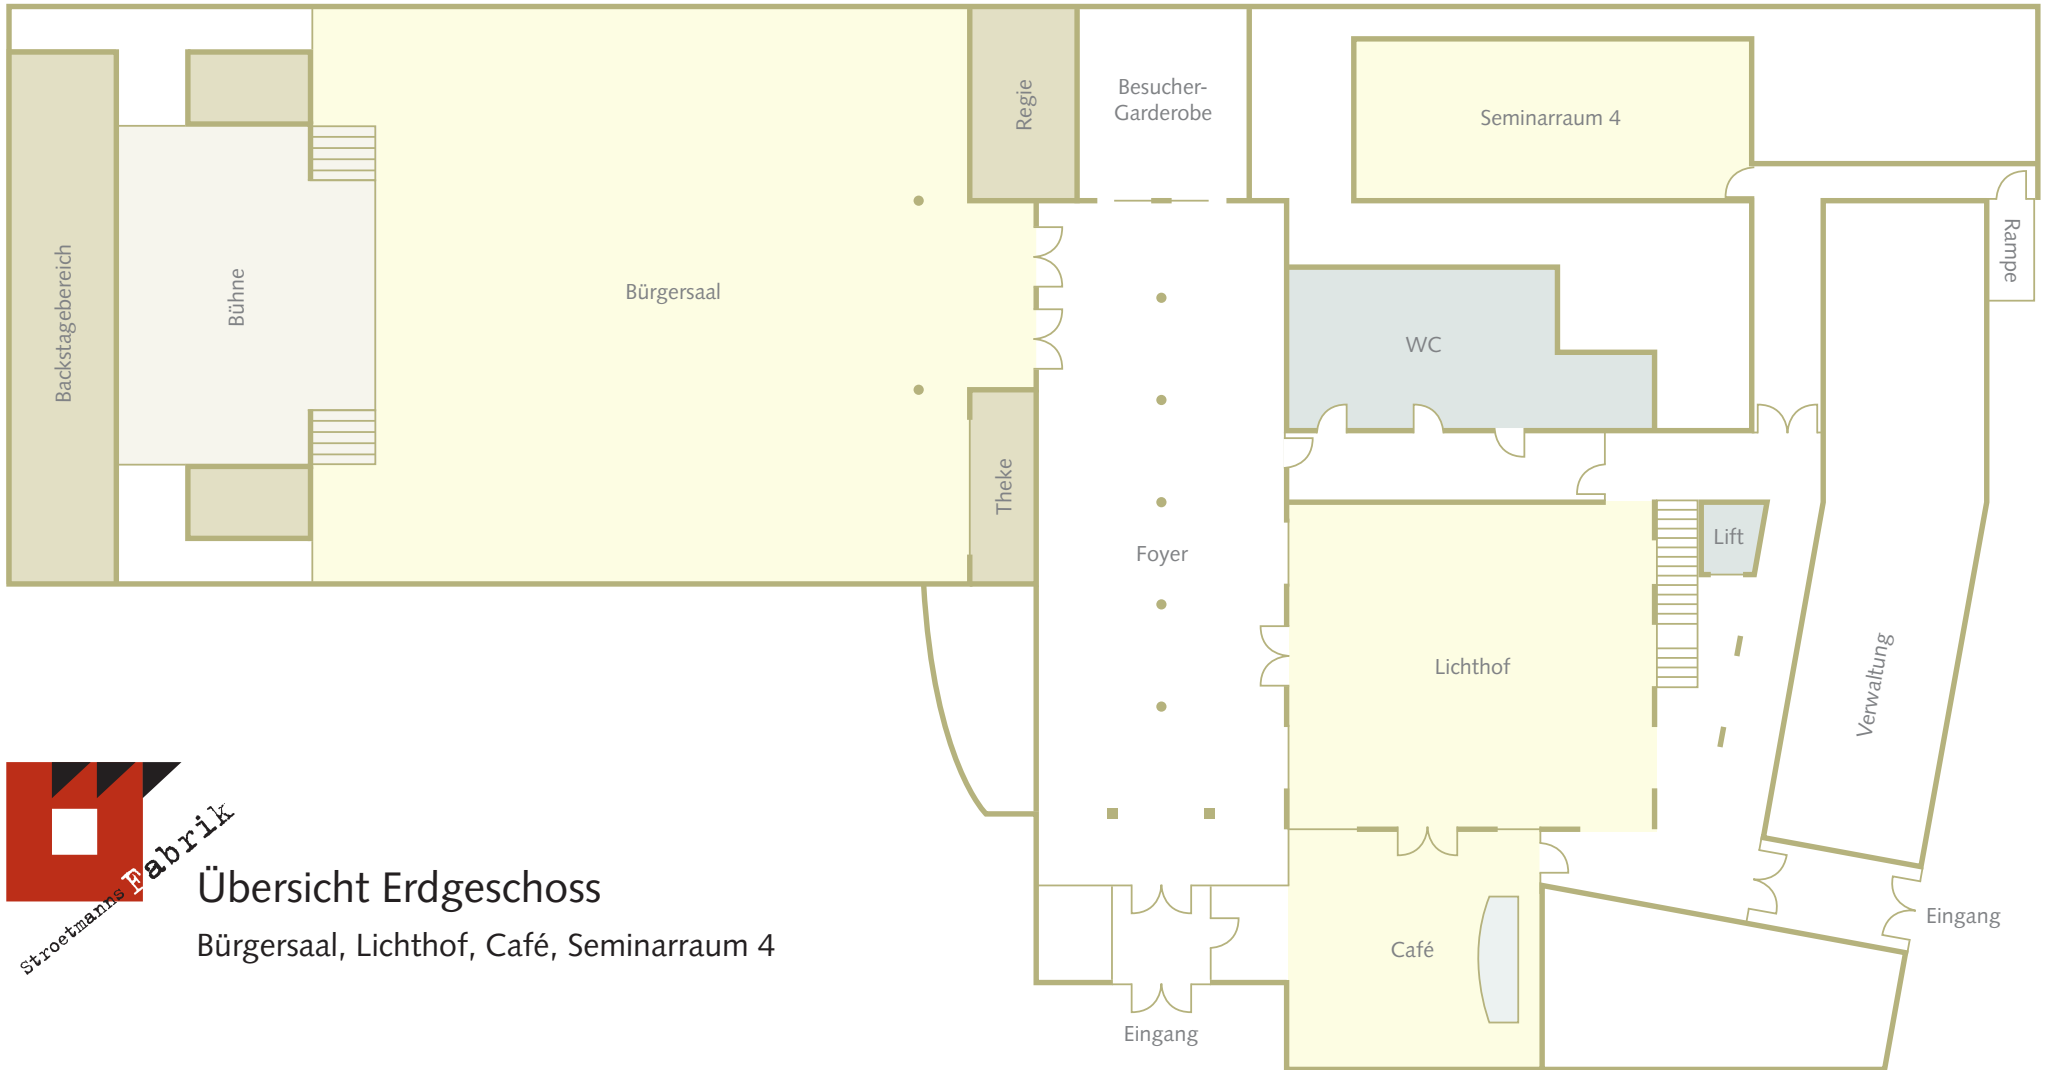 Besucher-
Garderobe
Regie
Seminarraum 4
Rampe
Backstagebereich
Bühne
Bürgersaal
WC
Theke
Foyer
Lift
Lichthof
Verwaltung
Stroetmanns Fabrik
Übersicht Erdgeschoss
Bürgersaal, Lichthof, Café, Seminarraum 4
Café
Eingang
Eingang